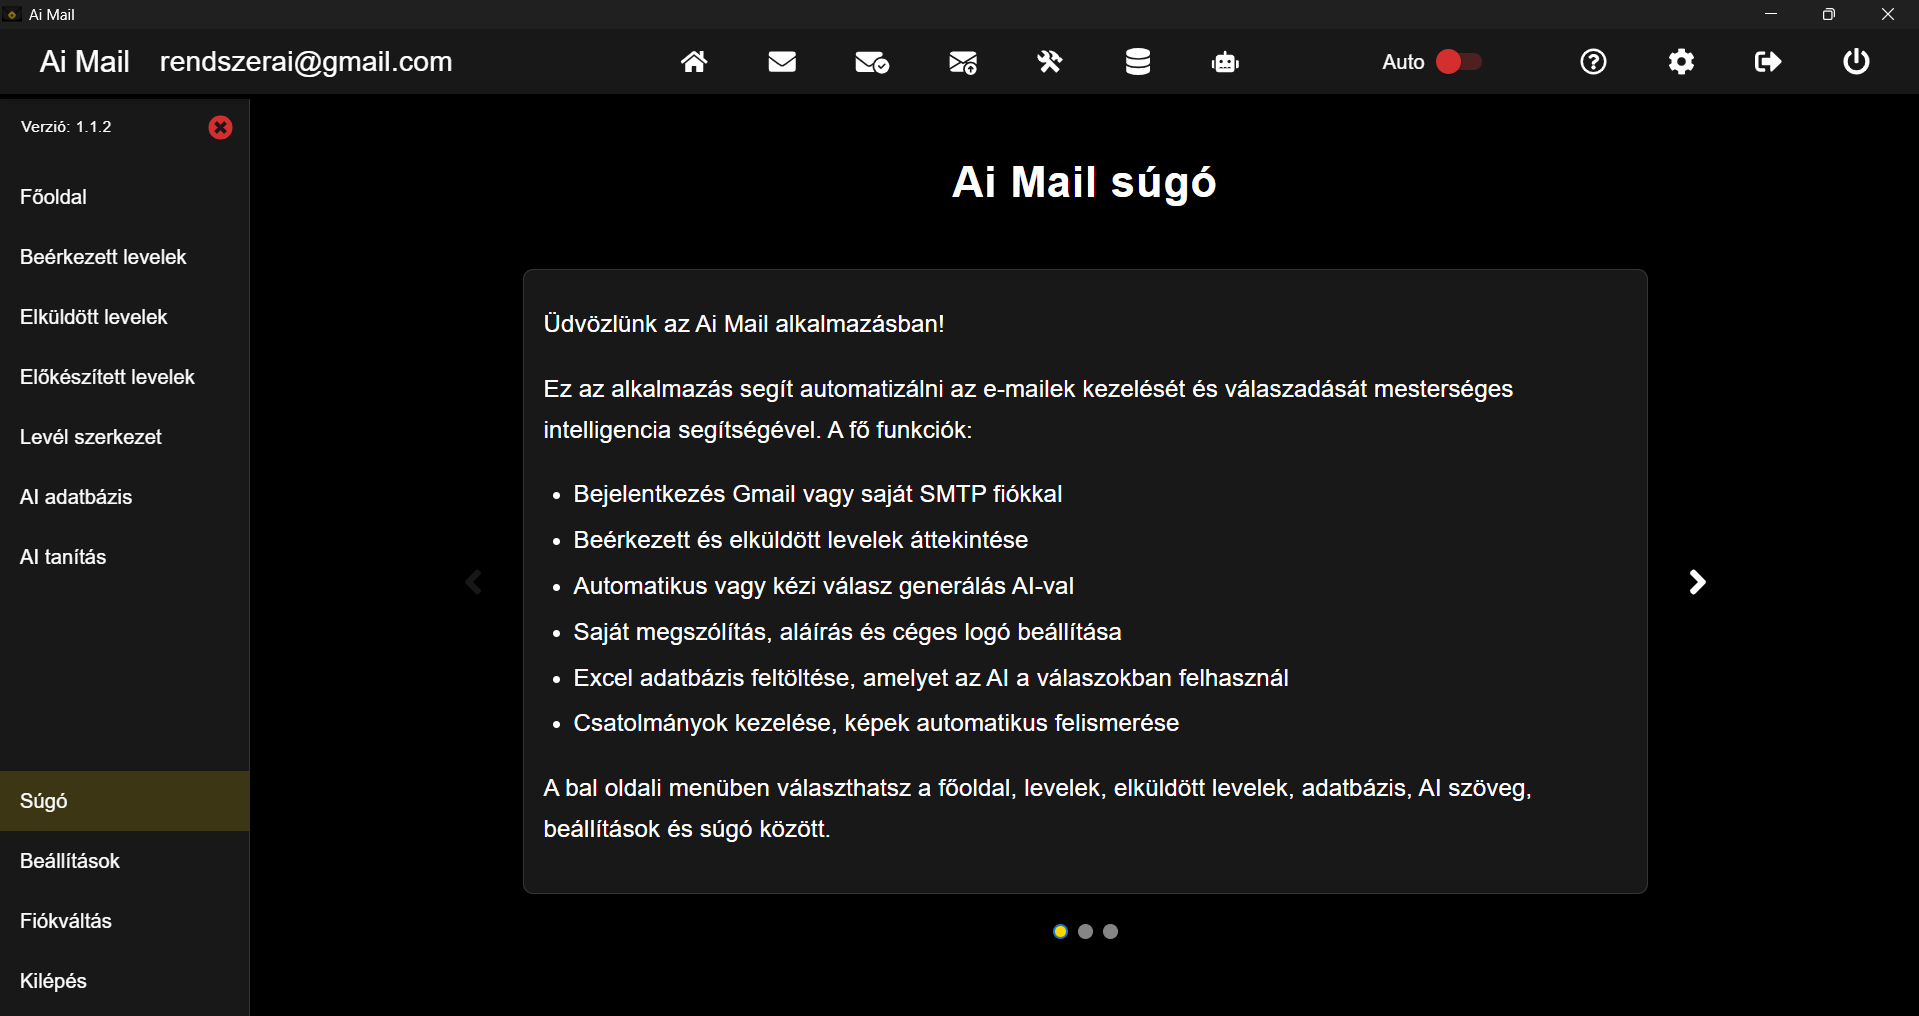 Ai Mail
Ai Mail rendszerai@gmail.com Auto
Verzió: 1.1.2
Főoldal
Beérkezett levelek
Elküldött levelek
Előkészített levelek
Levél szerkezet
AI adatbázis
AI tanítás
Súgó
Beállítások
Fiókváltás
Kilépés
Ai Mail súgó
Üdvözlünk az Ai Mail alkalmazásban!
Ez az alkalmazás segít automatizálni az e-mailek kezelését és válaszadását mesterséges
intelligencia segítségével. A fő funkciók:
• Bejelentkezés Gmail vagy saját SMTP fiókkal
• Beérkezett és elküldött levelek áttekintése
• Automatikus vagy kézi válasz generálás AI-val
• Saját megszólítás, aláírás és céges logó beállítása
• Excel adatbázis feltöltése, amelyet az AI a válaszokban felhasznál
• Csatolmányok kezelése, képek automatikus felismerése
A bal oldali menüben választhatsz a főoldal, levelek, elküldött levelek, adatbázis, AI szöveg,
beállítások és súgó között.